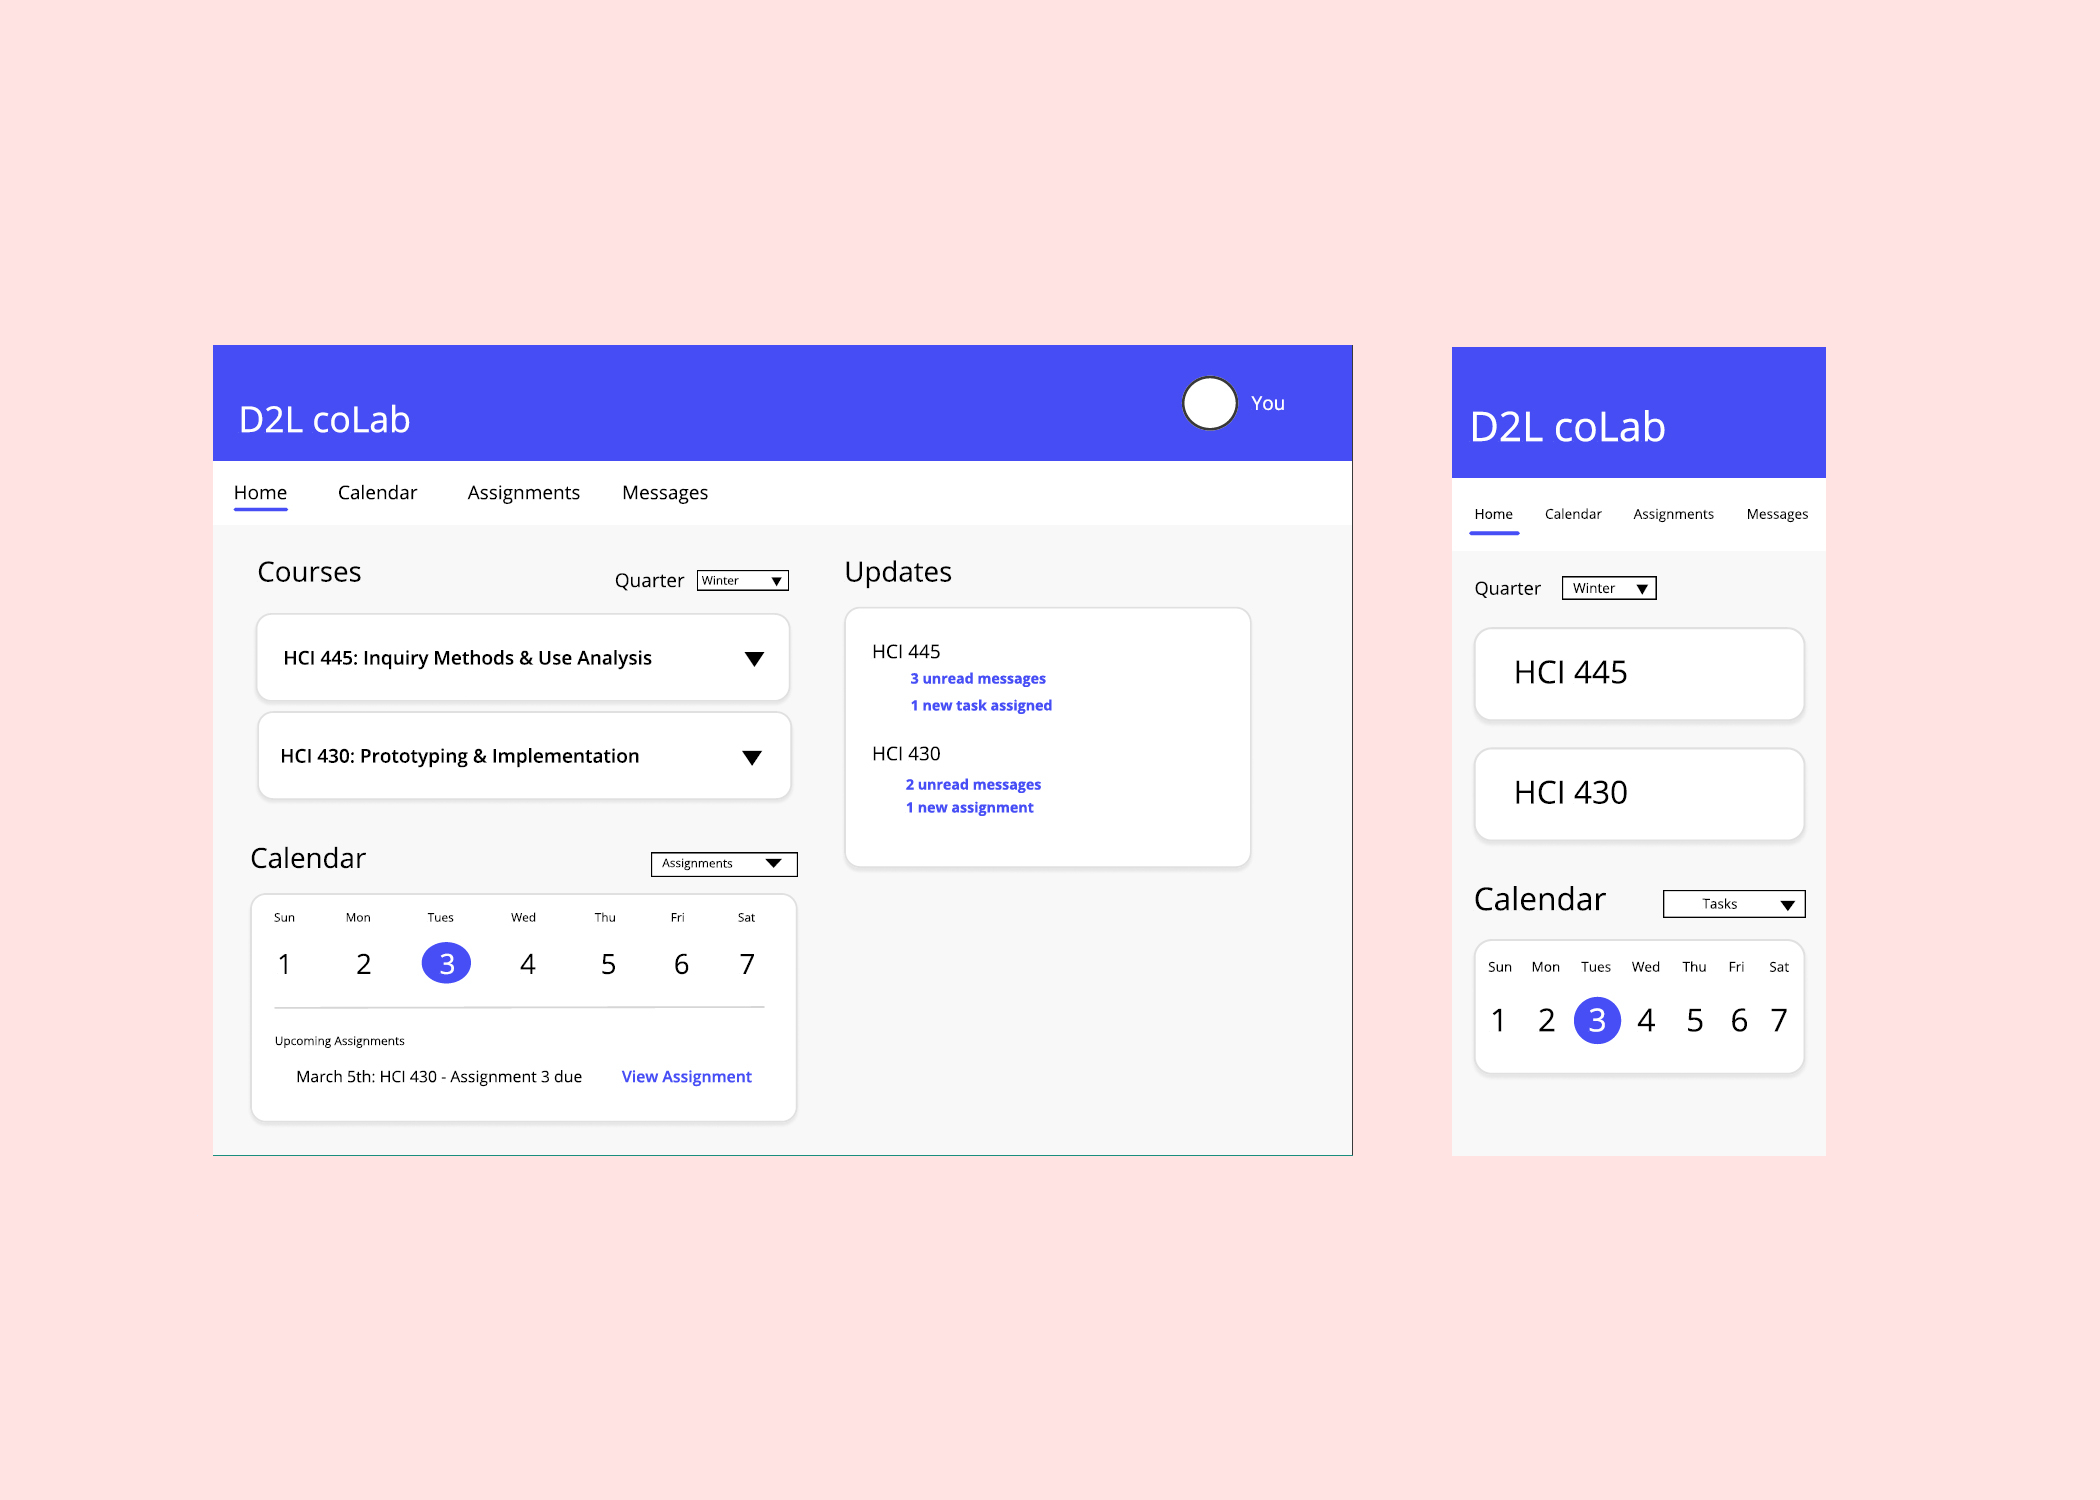 D2L coLab
You
Home Calendar Assignments Messages
Courses
Quarter Winter
HCI 445: Inquiry Methods & Use Analysis
HCI 430: Prototyping & Implementation
Calendar
Assignments
Sun Mon Tues Wed Thu Fri Sat
1 2 3 4 5 6 7
Upcoming Assignments
March 5th: HCI 430 - Assignment 3 due View Assignment
Updates
HCI 445
3 unread messages
1 new task assigned
HCI 430
2 unread messages
1 new assignment
D2L coLab
Home Calendar Assignments Messages
Quarter Winter
HCI 445
HCI 430
Calendar
Tasks
Sun Mon Tues Wed Thu Fri Sat
1 2 3 4 5 6 7